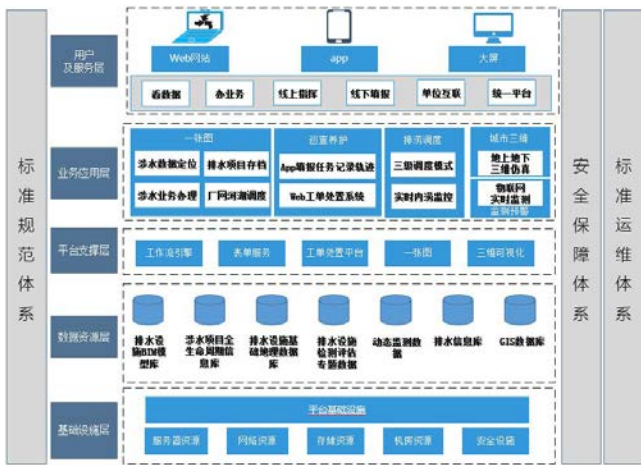 标准规范体系
用户
及服务层
Web网站
app
大屏
看数据
办业务
线上指挥
线下填报
单位互联
统一平台
业务应用层
一张图
涉水数据定位
排水项目存档
涉水业务办理
厂网河湖调度
巡查养护
App填报任务记录轨迹
Web工单处置系统
排涝调度
三级调度模式
实时内涝监控
城市三维
地上地下
三维仿真
物联网
实时监测
监测预警
平台支撑层
工作流引擎
表单服务
工单处置平台
一张图
三维可视化
数据资源层
排水设
施BIM模
型库
涉水项目全
生命周期信
息库
排水设施基
础地理数据
库
排水设施
检测评估
专题数据
动态监测数
据
排水信息库
GIS数据库
基础设施层
平台基础设施
服务器资源
网络资源
存储资源
机房资源
安全设施
安全保障体系
标准运维体系